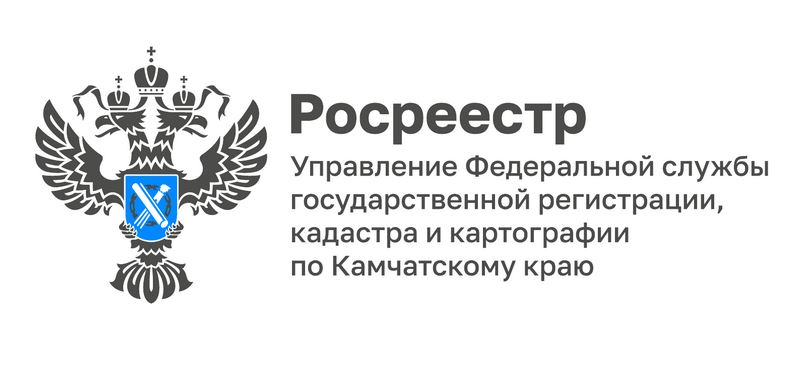 Росреестр
Управление Федеральной службы
государственной регистрации,
кадастра и картографии
по Камчатскому краю